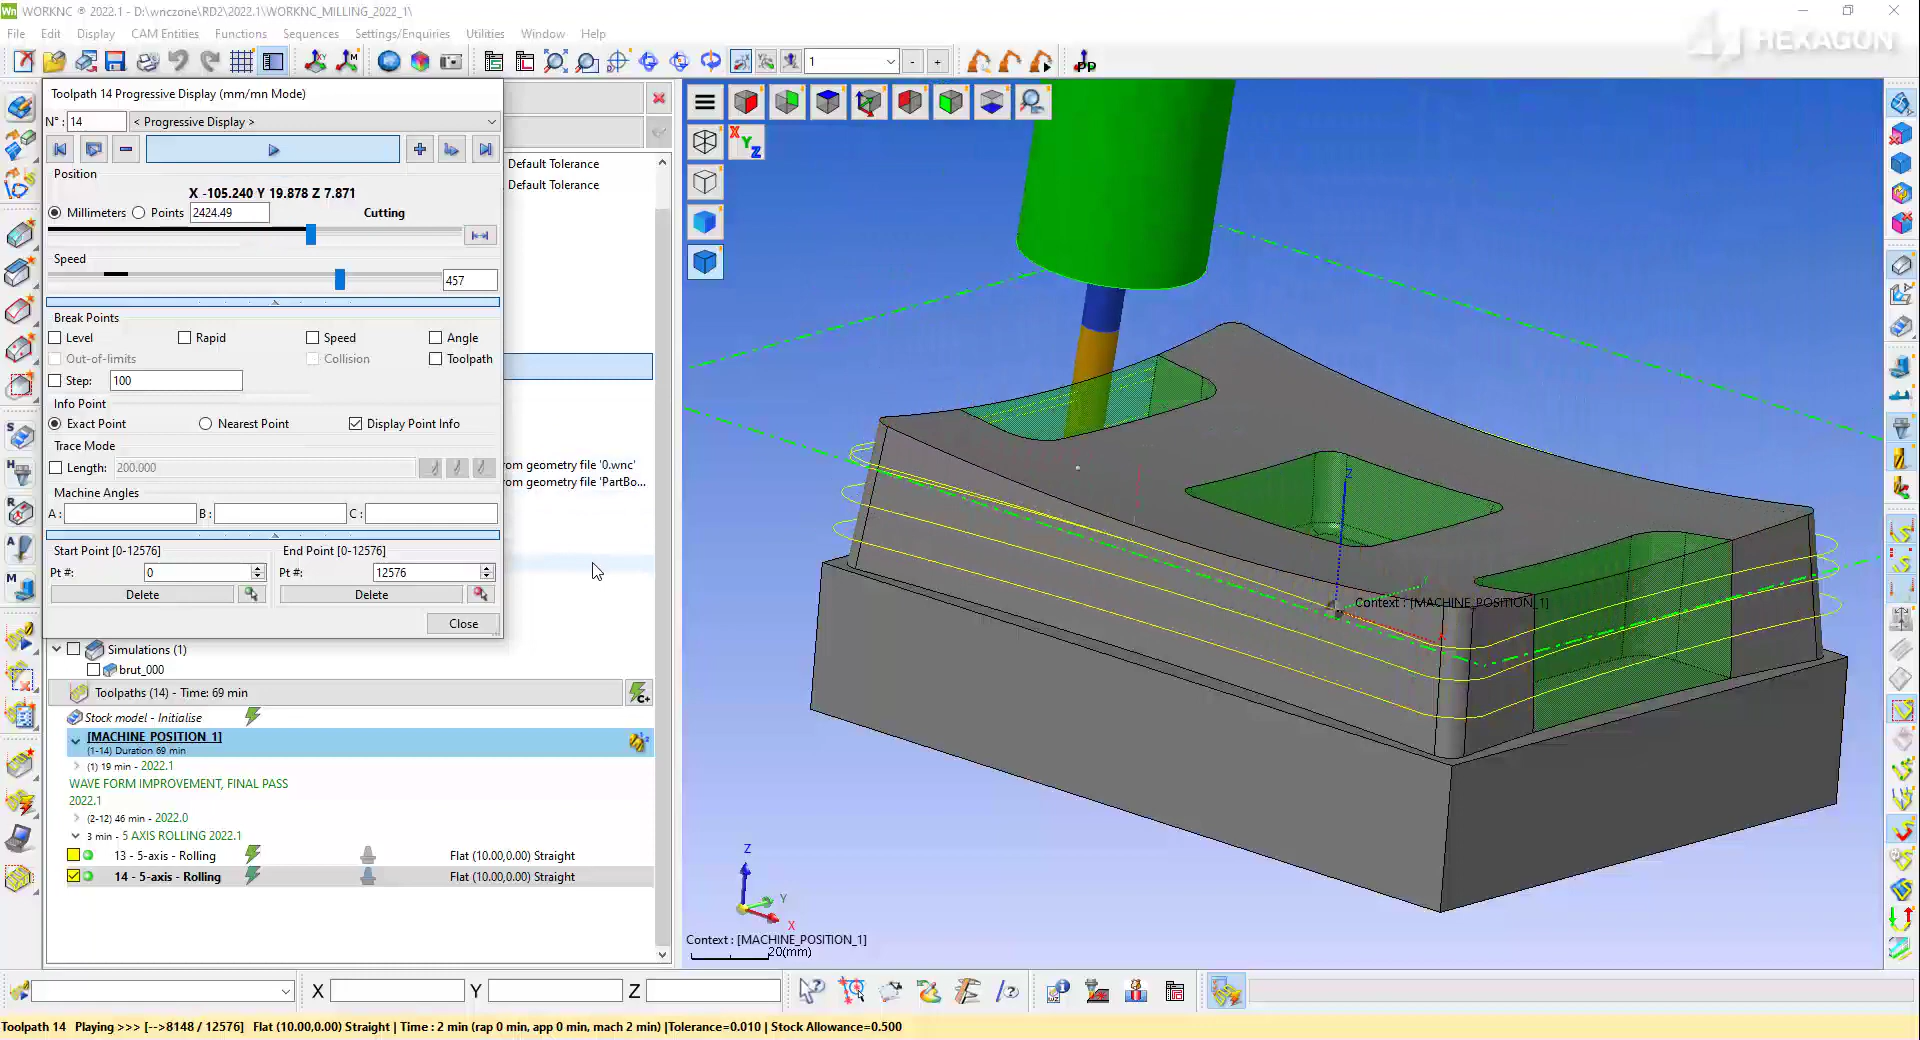 WORKNC ® 2022.1 - D:\wnczone\RD2\2022.1\WORKNC_MILLING_2022_1\
File Edit Display CAM Entities Functions Sequences Settings/Enquiries Utilities Window Help
HEXAGON
1 - +
PP
Toolpath 14 Progressive Display (mm/mn Mode)
N° : 14 < Progressive Display >
Position
X -105.240 Y 19.878 Z 7.871
Millimeters Points 2424.49 Cutting
Speed
457
Break Points
Level Rapid Speed Angle
Out-of-limits Collision Toolpath
Step: 100
Info Point
Exact Point Nearest Point Display Point Info
Trace Mode
Length: 200.000
Machine Angles
A : B : C :
Start Point [0-12576] End Point [0-12576]
Pt #: 0 Pt #: 12576
Delete Delete
Close
Default Tolerance
Default Tolerance
rom geometry file '0.wnc'
rom geometry file 'PartBo...
Simulations (1)
brut_000
Toolpaths (14) - Time: 69 min
C+
Stock model - Initialise
[MACHINE_POSITION_1]
(1-14) Duration 69 min
(1) 19 min - 2022.1
WAVE FORM IMPROVEMENT, FINAL PASS
2022.1
(2-12) 46 min - 2022.0
3 min - 5 AXIS ROLLING 2022.1
13 - 5-axis - Rolling Flat (10.00,0.00) Straight
14 - 5-axis - Rolling Flat (10.00,0.00) Straight
X Y Z
Z
Context : [MACHINE_POSITION_1]
Z
Y
X
Context : [MACHINE_POSITION_1]
20(mm)
X Y Z
Toolpath 14 Playing >>> [-->8148 / 12576] Flat (10.00,0.00) Straight | Time : 2 min (rap 0 min, app 0 min, mach 2 min) |Tolerance=0.010 | Stock Allowance=0.500